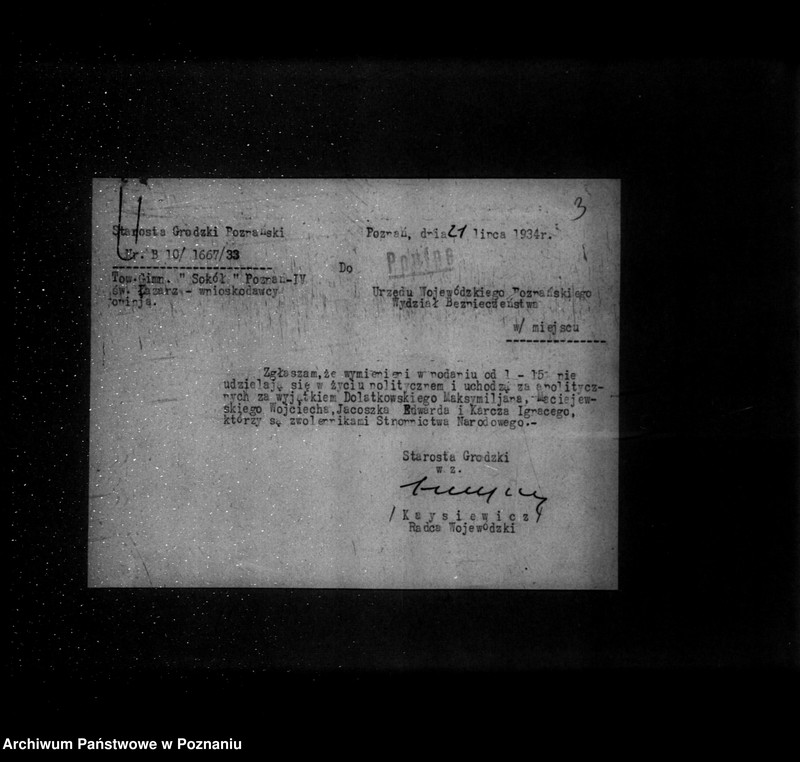 3
Starosta Grodzki Poznański
Nr. B 10/ 1667/33
Poznań, dnia 21 lipca 1934r.
Poufne
Tow.Gimn. " Sokół " Poznań-IV
św. Łazarz - wnioskodawcy
opinja.
Do
Urzędu Wojewódzkiego Poznańskiego
Wydział Bezpieczeństwa
w/ miejscu
Zgłaszam,że wymienieni w podaniu od 1 - 15 nie
udzielają się w życiu politycznem i uchodzą za apolitycz-
nych za wyjątkiem Dolatkowskiego Maksymiljana, Maciejew-
skiego Wojciecha,Jacoszka Edwarda i Karcza Ignacego,
którzy są zwolennikami Stronnictwa Narodowego.-
Starosta Grodzki
w z.
/ K a y s i e w i c z /
Radca Wojewódzki
Archiwum Państwowe w Poznaniu